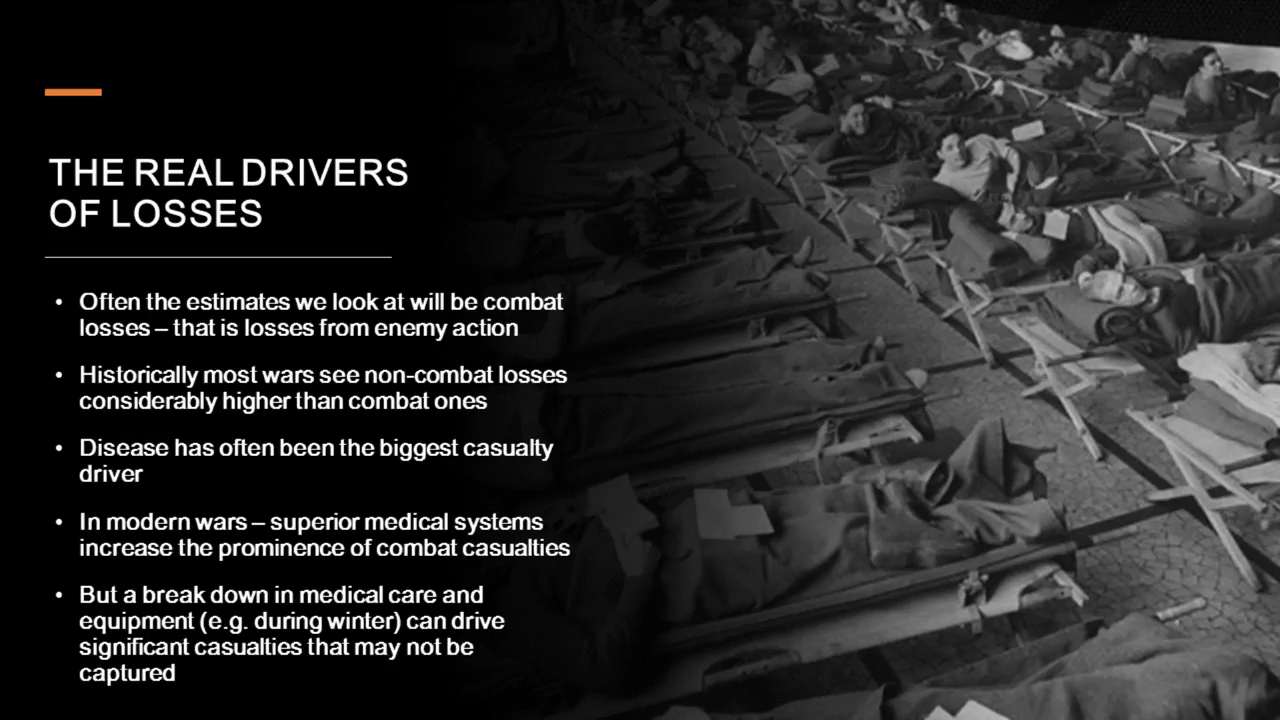 THE REAL DRIVERS
OF LOSSES
• Often the estimates we look at will be combat
losses – that is losses from enemy action
• Historically most wars see non-combat losses
considerably higher than combat ones
• Disease has often been the biggest casualty
driver
• In modern wars – superior medical systems
increase the prominence of combat casualties
• But a break down in medical care and
equipment (e.g. during winter) can drive
significant casualties that may not be
captured